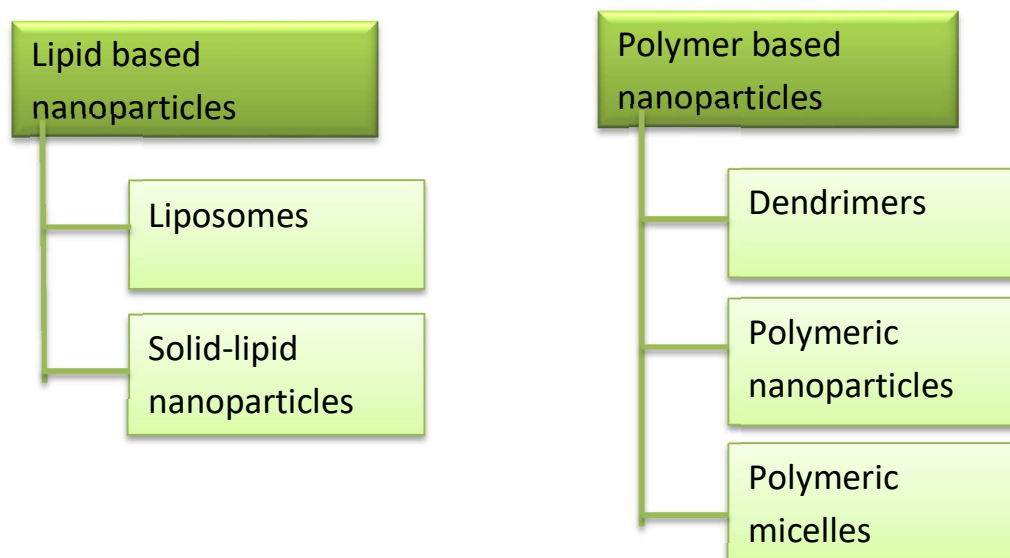 Lipid based
nanoparticles
Liposomes
Solid-lipid
nanoparticles
Polymer based
nanoparticles
Dendrimers
Polymeric
nanoparticles
Polymeric
micelles